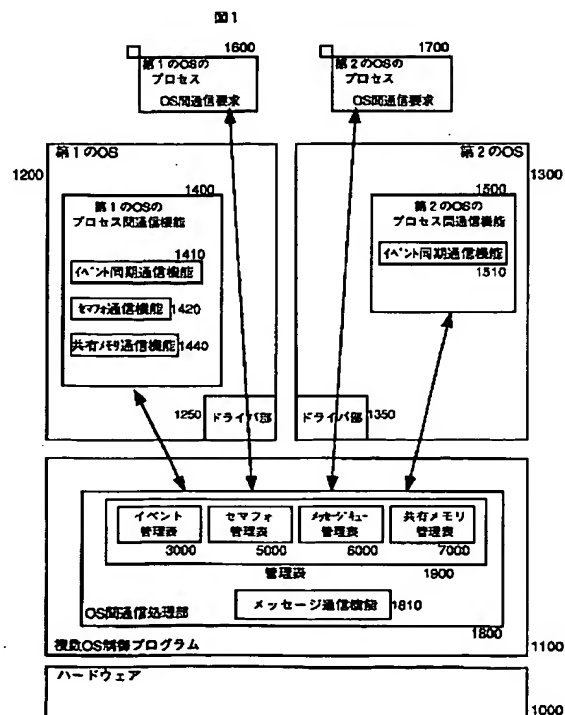 図1
1600
第1のOSの
プロセス
OS間通信要求
1700
第2のOSの
プロセス
OS間通信要求
第1のOS
1200
1400
第1のOSの
プロセス間通信機能
1410
イベント同期通信機能
セマフォ通信機能 1420
共有メモリ通信機能 1440
1250 ドライバ部
第2のOS
1300
1500
第2のOSの
プロセス間通信機能
イベント同期通信機能
1510
ドライバ部 1350
イベント
管理表
3000
セマフォ
管理表
5000
メッセージキュー
管理表
6000
共有メモリ
管理表
7000
管理表 1900
メッセージ通信機能 1810
OS間通信処理部
1800
複数OS制御プログラム
1100
ハードウェア
1000